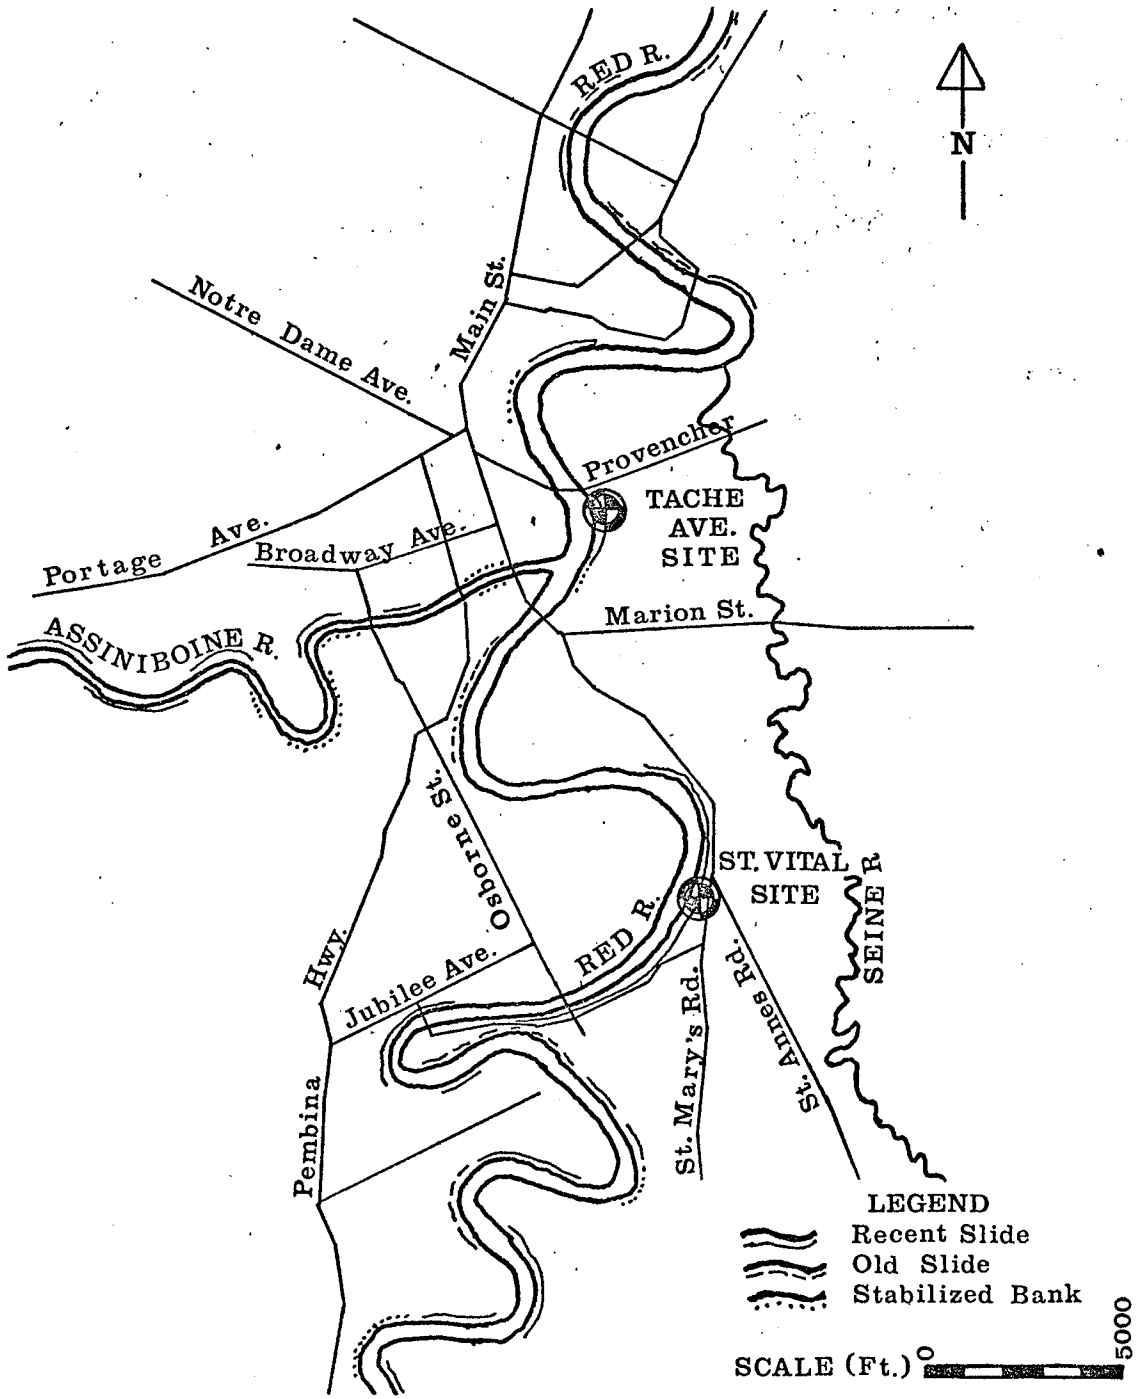 RED R.
N
Main St.
Notre Dame Ave.
Provencher
TACHE
AVE.
SITE
Portage Ave.
Broadway Ave.
Marion St.
ASSINIBOINE R.
Osborne St.
ST. VITAL
SITE
SEINE R
RED R.
Hwy.
Jubilee Ave.
St. Mary's Rd.
St. Annes Rd.
Pembina
LEGEND
Recent Slide
Old Slide
Stabilized Bank
SCALE (Ft.) 0 5000